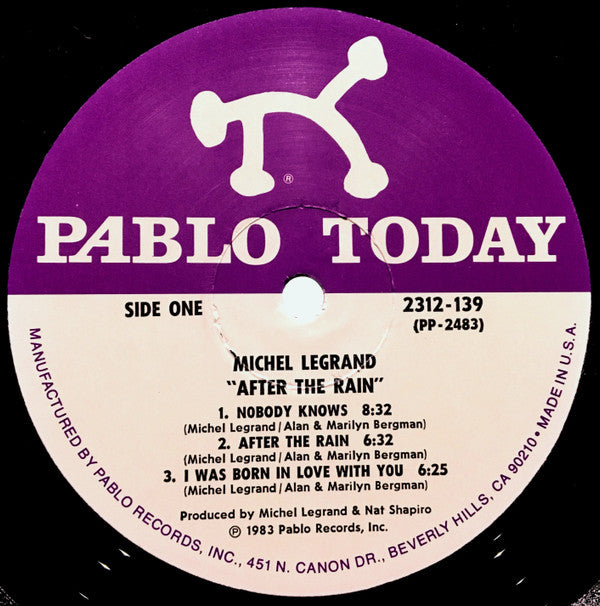 ®
PABLO TODAY
SIDE ONE
2312-139
(PP-2483)
MICHEL LEGRAND
"AFTER THE RAIN"
1. NOBODY KNOWS 8:32
(Michel Legrand/Alan & Marilyn Bergman)
2. AFTER THE RAIN 6:32
(Michel Legrand/Alan & Marilyn Bergman)
3. I WAS BORN IN LOVE WITH YOU 6:25
(Michel Legrand/Alan & Marilyn Bergman)
Produced by Michel Legrand & Nat Shapiro
℗ 1983 Pablo Records, Inc.
MANUFACTURED BY PABLO RECORDS, INC., 451 N. CANON DR., BEVERLY HILLS, CA 90210 • MADE IN U.S.A.